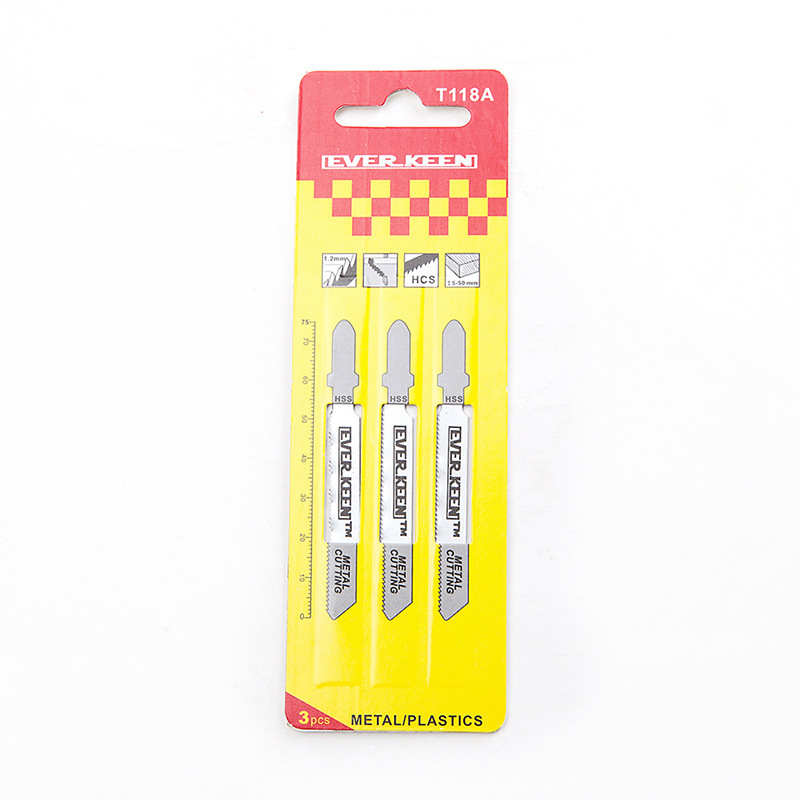 T118A
EVER KEEN
1.2mm
HCS
15-50 mm
75
70
60
50
40
30
20
10
0
HSS
EVER KEEN™
METAL
CUTTING
HSS
EVER KEEN™
METAL
CUTTING
HSS
EVER KEEN™
METAL
CUTTING
3pcs
METAL/PLASTICS